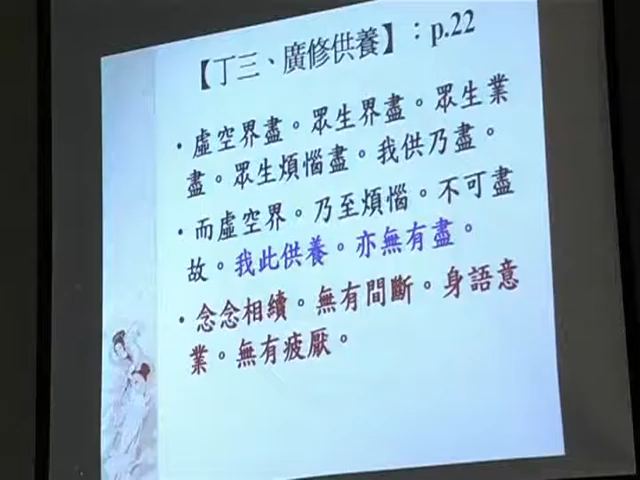 【丁三、廣修供養】：p.22
•虛空界盡。眾生界盡。眾生業
盡。眾生煩惱盡。我供乃盡。
•而虛空界。乃至煩惱。不可盡
故。我此供養。亦無有盡。
•念念相續。無有間斷。身語意
業。無有疲厭。